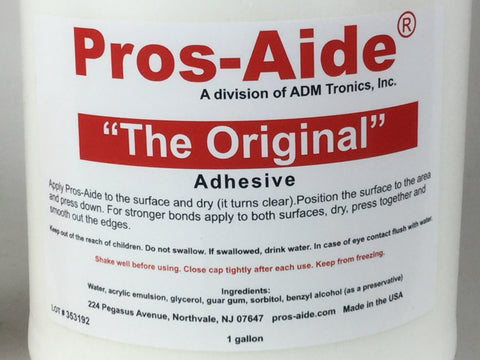 Pros-Aide®
A division of ADM Tronics, Inc.
“The Original”
Adhesive
Apply Pros-Aide to the surface and dry (it turns clear).Position the surface to the area
and press down. For stronger bonds apply to both surfaces, dry, press together and
smooth out the edges.
Keep out of the reach of children. Do not swallow. If swallowed, drink water. In case of eye contact flush with water.
Shake well before using. Close cap tightly after each use. Keep from freezing.
Ingredients:
Water, acrylic emulsion, glycerol, guar gum, sorbitol, benzyl alcohol (as a preservative)
224 Pegasus Avenue, Northvale, NJ 07647 pros-aide.com Made in the USA
LOT # 353192
1 gallon